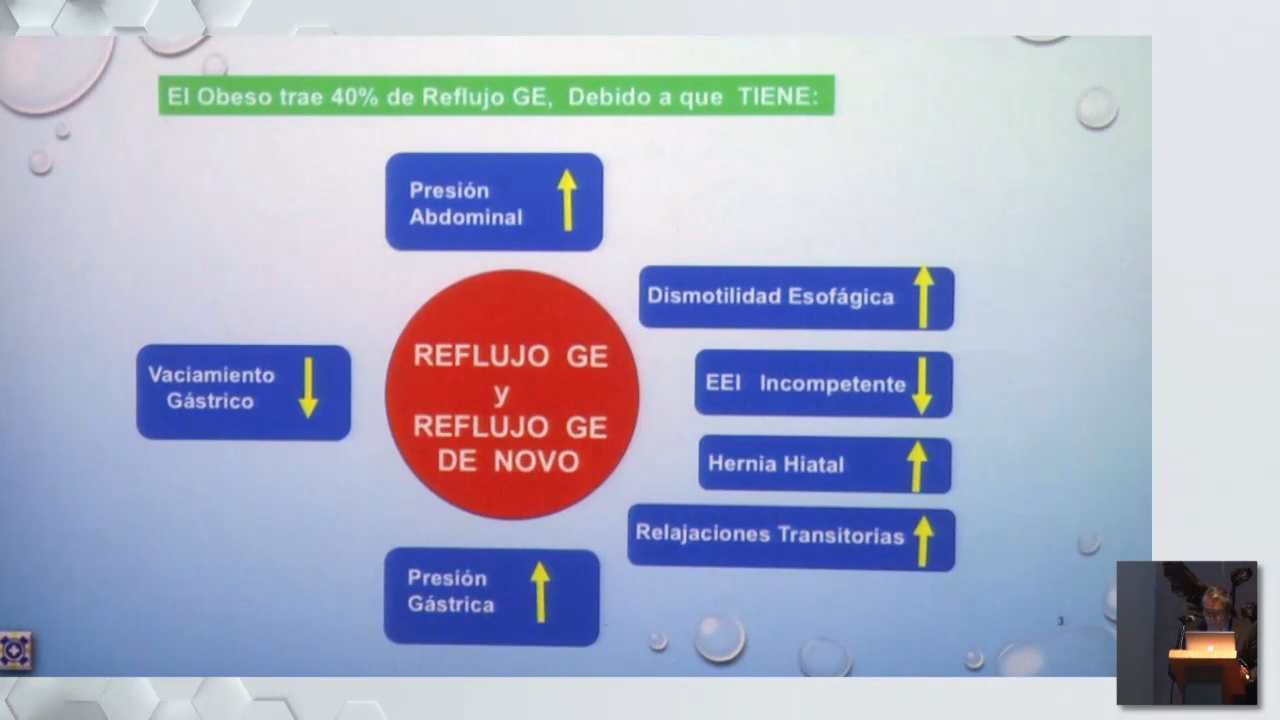 El Obeso trae 40% de Reflujo GE, Debido a que TIENE:
Presión
Abdominal
Dismotilidad Esofágica
REFLUJO GE
y
REFLUJO GE
DE NOVO
Vaciamiento
Gástrico
EEI Incompetente
Hernia Hiatal
Relajaciones Transitorias
Presión
Gástrica
3